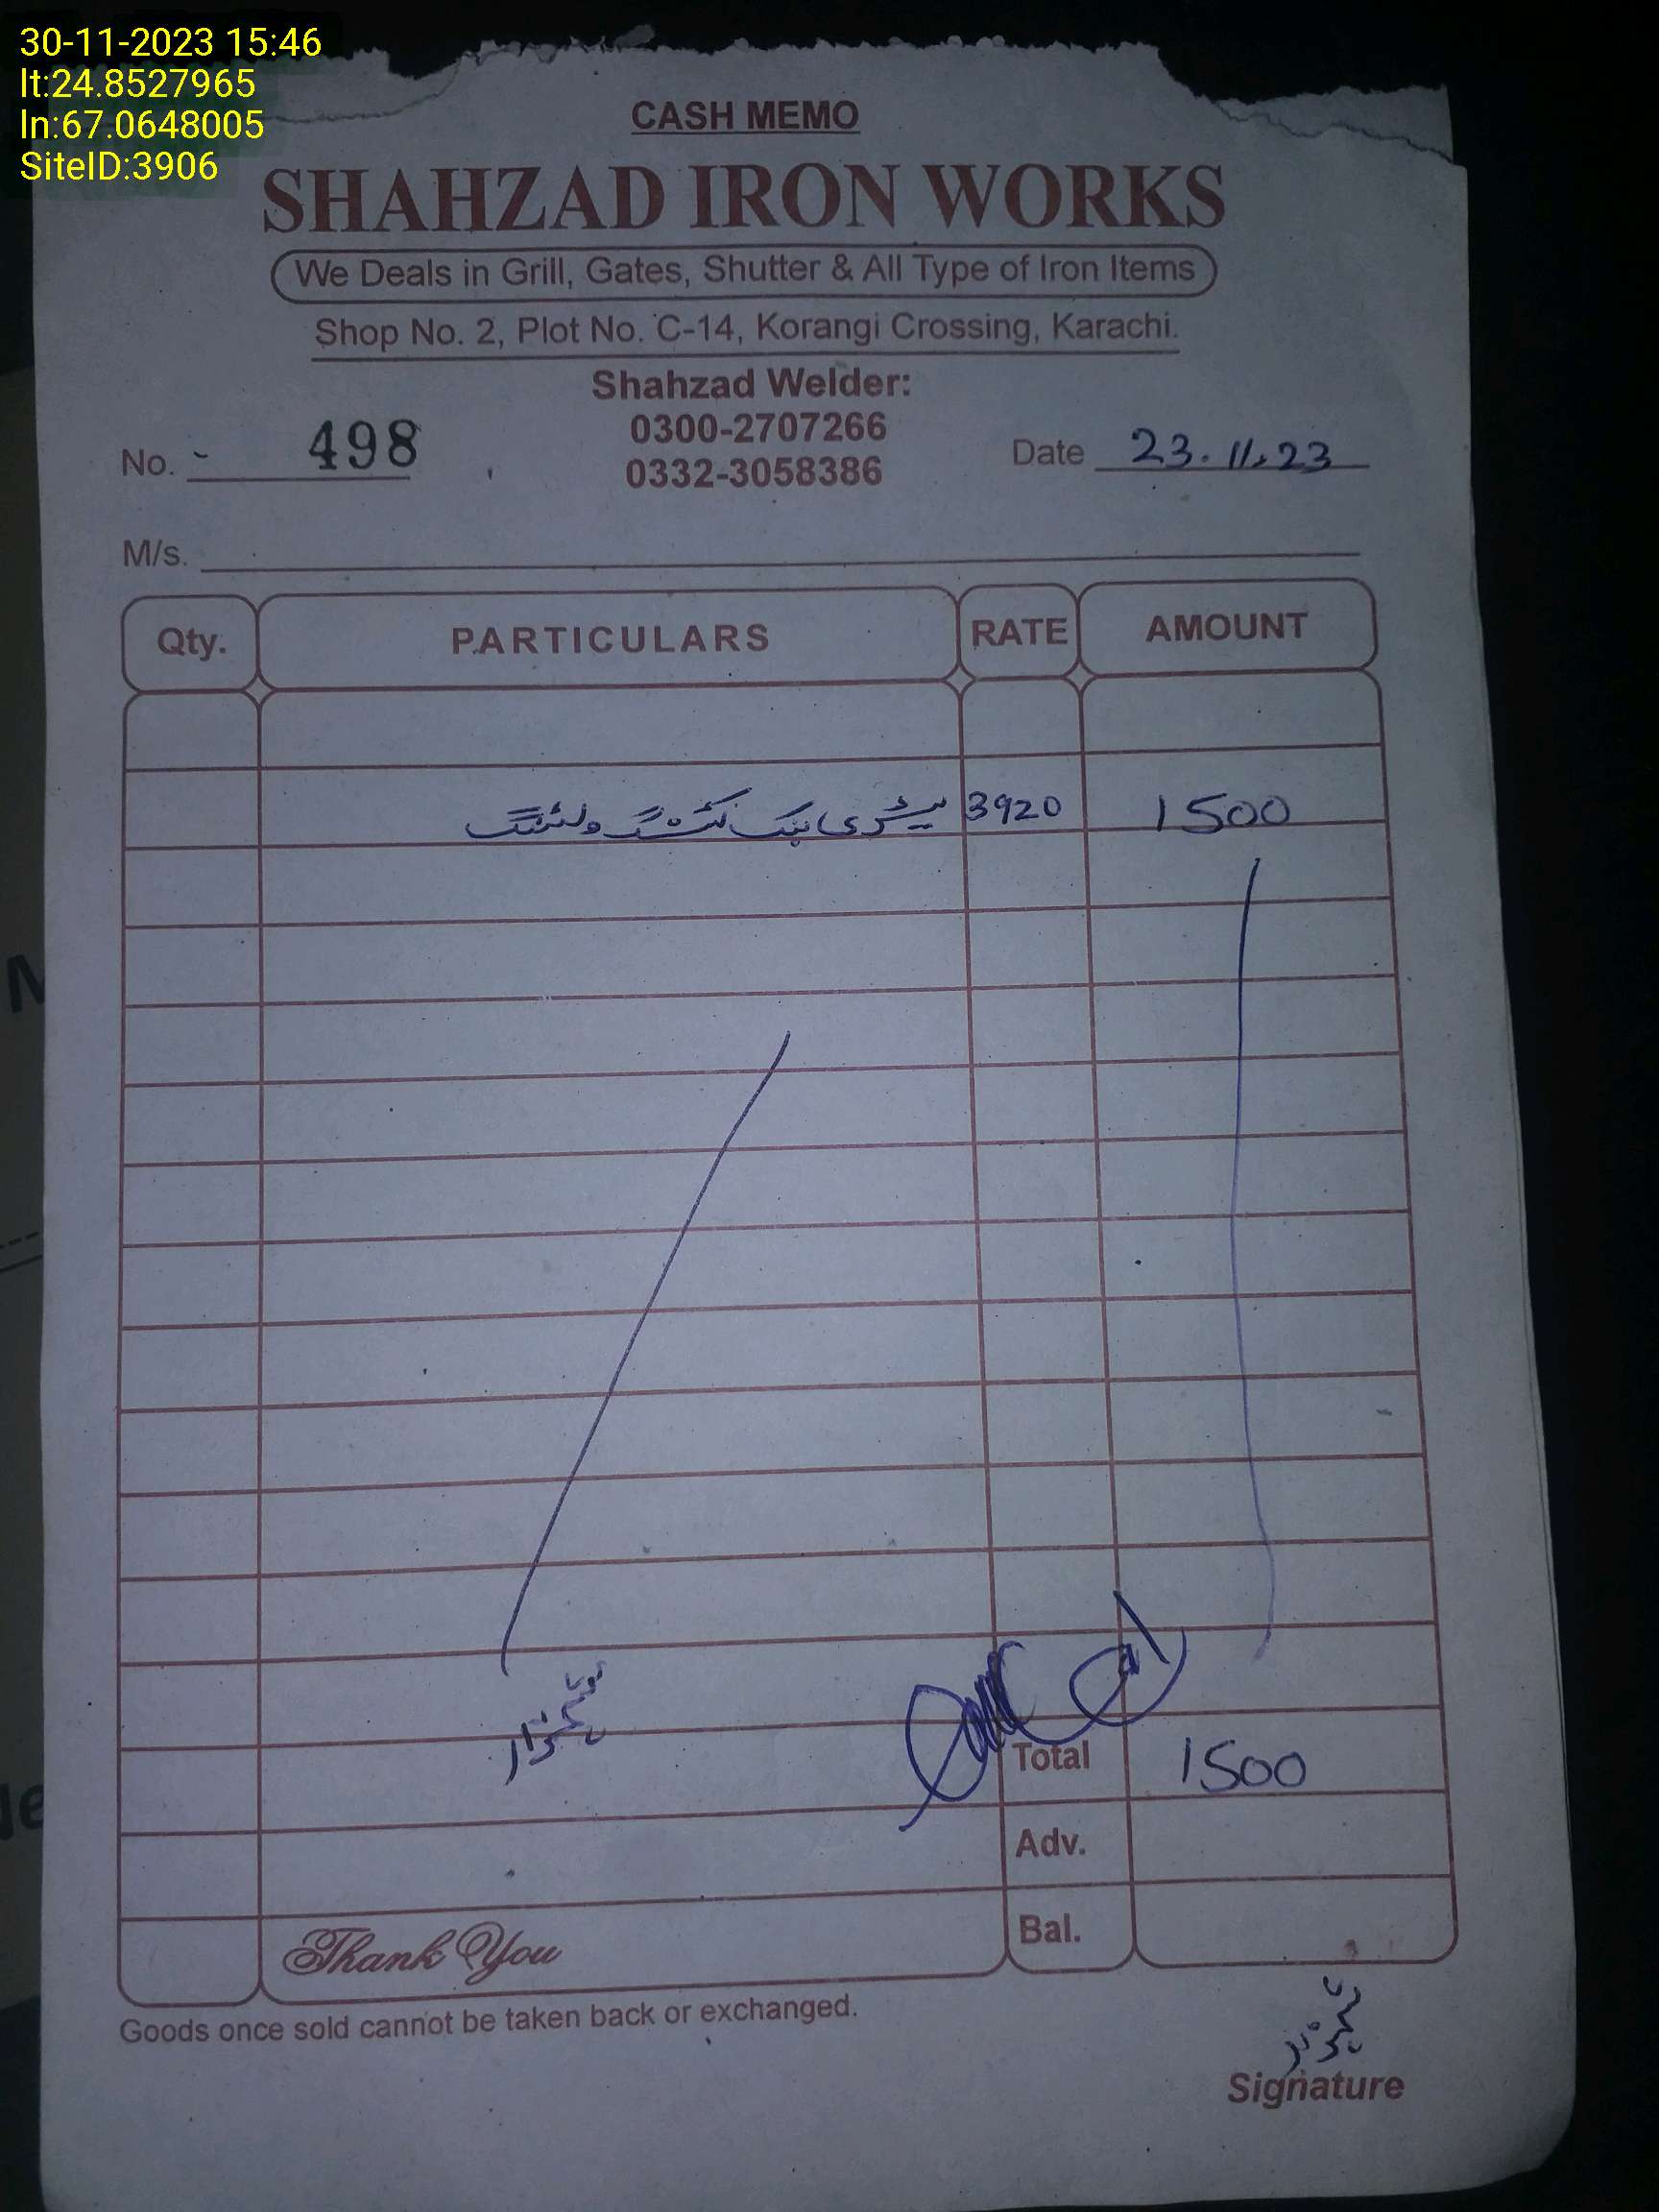 30-11-2023 15:46
lt:24.8527965
ln:67.0648005
SiteID:3906
CASH MEMO
SHAHZAD IRON WORKS
We Deals in Grill, Gates, Shutter & All Type of Iron Items
Shop No. 2, Plot No. C-14, Korangi Crossing, Karachi.
Shahzad Welder:
0300-2707266
0332-3058386
No. 498
Date 23.11.23
M/s.
Qty. PARTICULARS RATE AMOUNT
ولڈنگ 3920 1500
Total 1500
Adv.
Bal.
Thank You
Goods once sold cannot be taken back or exchanged.
Signature